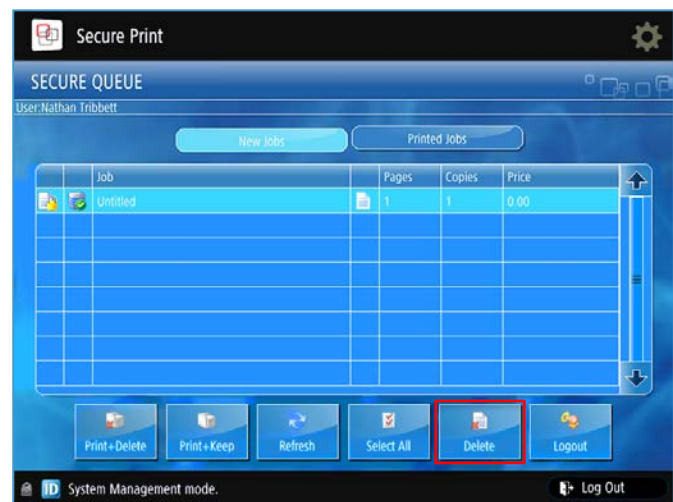 Secure Print
SECURE QUEUE
User:Nathan Tribbett
New Jobs Printed Jobs
Job Pages Copies Price
Untitled 1 1 0.00
Print+Delete Print+Keep Refresh Select All Delete Logout
ID System Management mode. Log Out